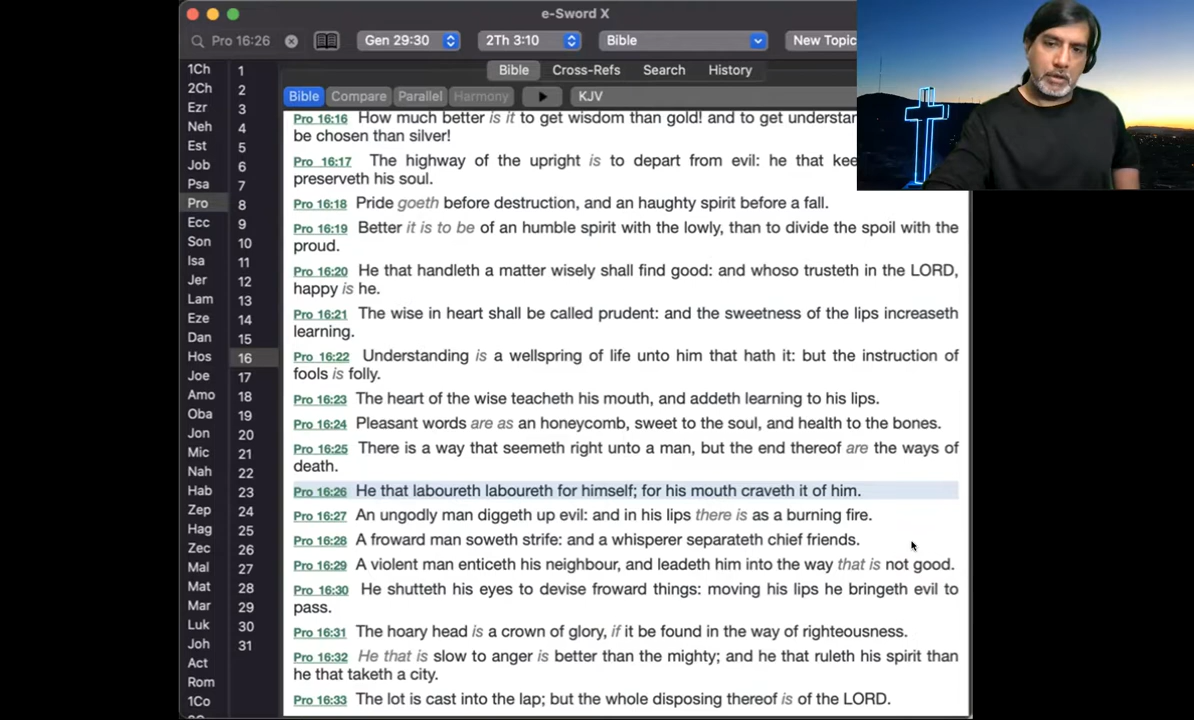 e-Sword X
Pro 16:26
Gen 29:30
2Th 3:10
Bible
New Topic
Bible
Cross-Refs
Search
History
Bible
Compare
Parallel
Harmony
KJV
1Ch
2Ch
Ezr
Neh
Est
Job
Psa
Pro
Ecc
Son
Isa
Jer
Lam
Eze
Dan
Hos
Joe
Amo
Oba
Jon
Mic
Nah
Hab
Zep
Hag
Zec
Mal
Mat
Mar
Luk
Joh
Act
Rom
1Co
1
2
3
4
5
6
7
8
9
10
11
12
13
14
15
16
17
18
19
20
21
22
23
24
25
26
27
28
29
30
31
Pro 16:16 How much better is it to get wisdom than gold! and to get understan
be chosen than silver!
Pro 16:17 The highway of the upright is to depart from evil: he that kee
preserveth his soul.
Pro 16:18 Pride goeth before destruction, and an haughty spirit before a fall.
Pro 16:19 Better it is to be of an humble spirit with the lowly, than to divide the spoil with the
proud.
Pro 16:20 He that handleth a matter wisely shall find good: and whoso trusteth in the LORD,
happy is he.
Pro 16:21 The wise in heart shall be called prudent: and the sweetness of the lips increaseth
learning.
Pro 16:22 Understanding is a wellspring of life unto him that hath it: but the instruction of
fools is folly.
Pro 16:23 The heart of the wise teacheth his mouth, and addeth learning to his lips.
Pro 16:24 Pleasant words are as an honeycomb, sweet to the soul, and health to the bones.
Pro 16:25 There is a way that seemeth right unto a man, but the end thereof are the ways of
death.
Pro 16:26 He that laboureth laboureth for himself; for his mouth craveth it of him.
Pro 16:27 An ungodly man diggeth up evil: and in his lips there is as a burning fire.
Pro 16:28 A froward man soweth strife: and a whisperer separateth chief friends.
Pro 16:29 A violent man enticeth his neighbour, and leadeth him into the way that is not good.
Pro 16:30 He shutteth his eyes to devise froward things: moving his lips he bringeth evil to
pass.
Pro 16:31 The hoary head is a crown of glory, if it be found in the way of righteousness.
Pro 16:32 He that is slow to anger is better than the mighty; and he that ruleth his spirit than
he that taketh a city.
Pro 16:33 The lot is cast into the lap; but the whole disposing thereof is of the LORD.